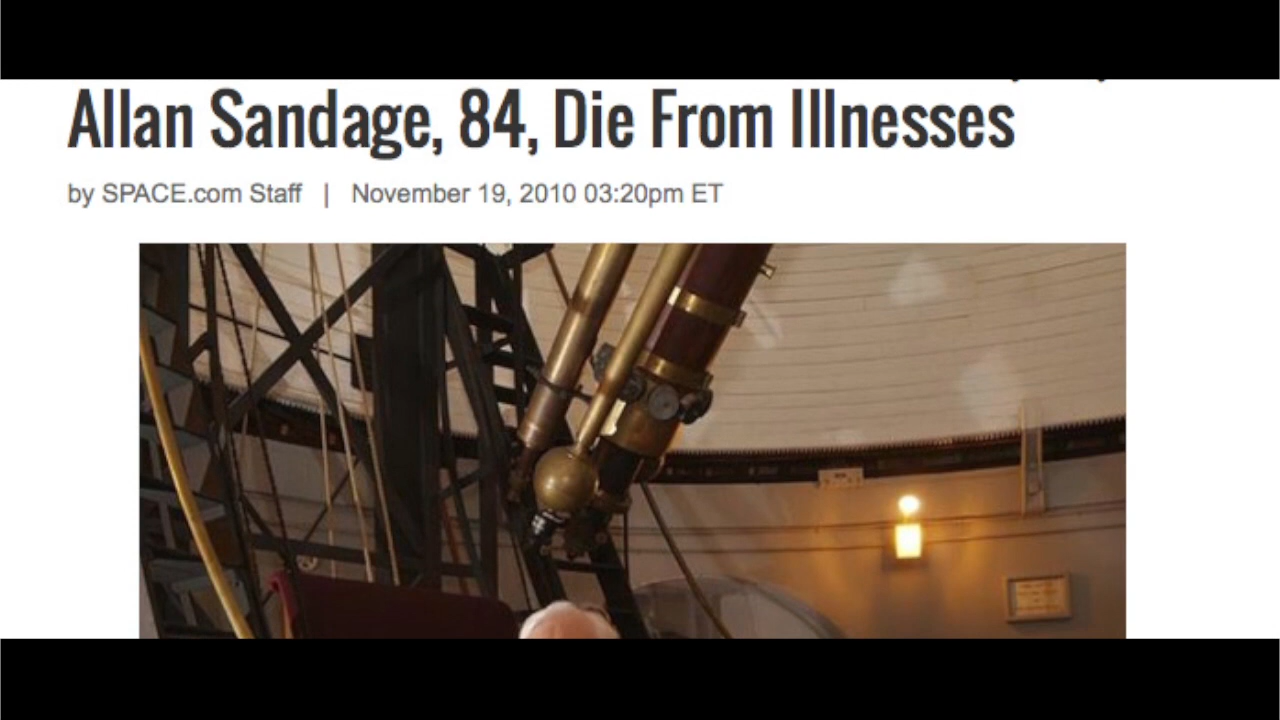 Allan Sandage, 84, Die From Illnesses
by SPACE.com Staff | November 19, 2010 03:20pm ET